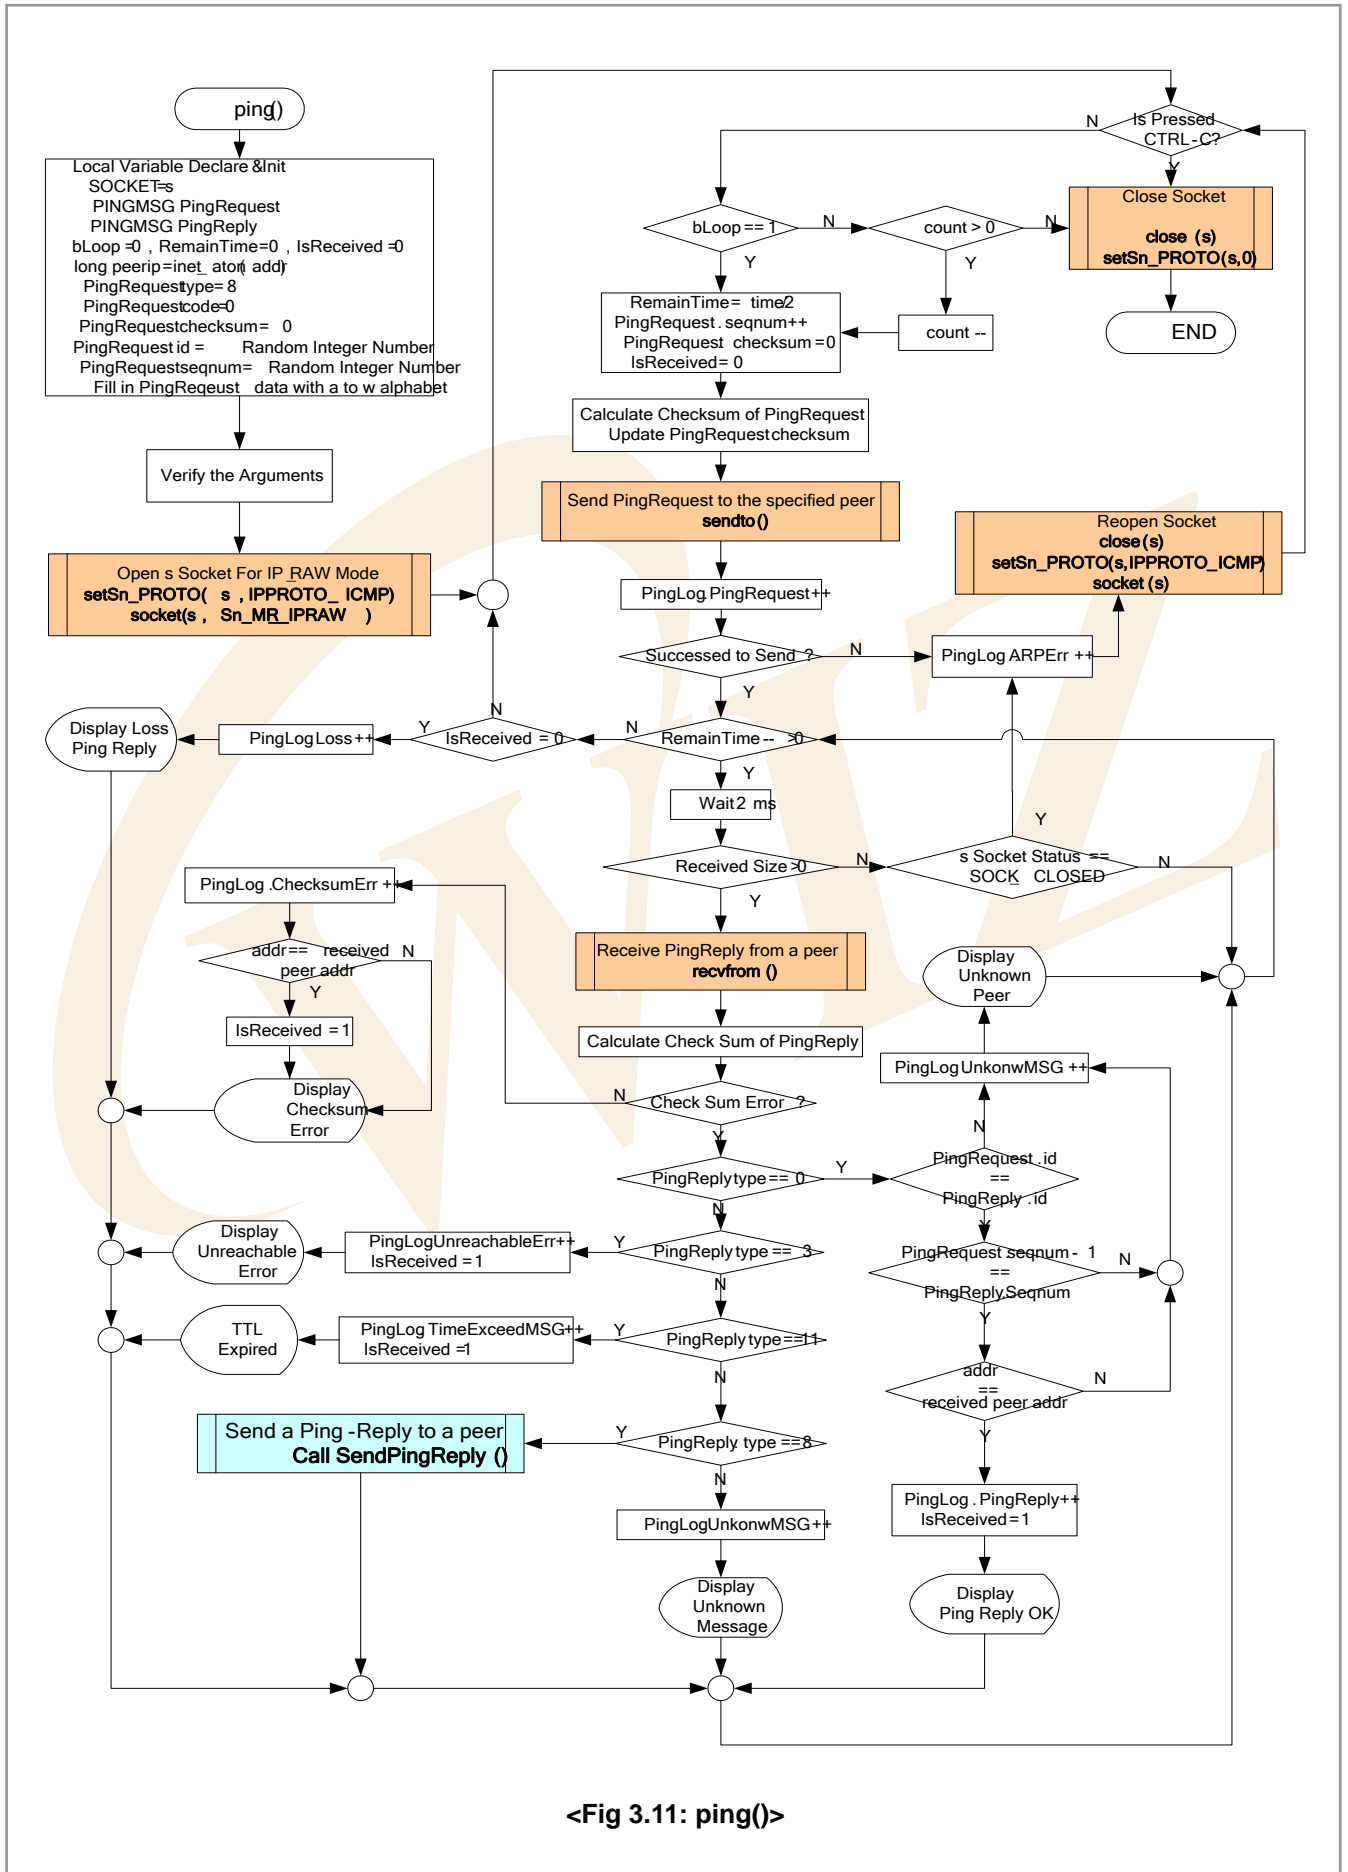 ping()
Local Variable Declare &Init
SOCKET=s
PINGMSG PingRequest
PINGMSG PingReply
bLoop =0 , RemainTime=0 , IsReceived =0
long peerip=inet_ aton( addr
PingRequesttype= 8
PingRequestcode=0
PingRequestchecksum= 0
PingRequest id = Random Integer Number
PingRequestseqnum= Random Integer Number
Fill in PingReqeust data with a to w alphabet
Verify the Arguments
Open s Socket For IP_RAW Mode
setSn_PROTO( s , IPPROTO_ ICMP)
socket(s , Sn_MR_IPRAW )
Is Pressed
CTRL-C?
N
Y
Close Socket
close (s)
setSn_PROTO(s,0)
END
bLoop == 1
N
Y
count > 0
N
Y
count --
RemainTime= time/2
PingRequest . seqnum++
PingRequest. checksum =0
IsReceived= 0
Calculate Checksum of PingRequest
Update PingRequestchecksum
Send PingRequest to the specified peer
sendto()
Reopen Socket
close(s)
setSn_PROTO(s,IPPROTO_ICMP)
socket (s)
PingLog.PingRequest++
Successed to Send ?
N
Y
PingLog ARPErr ++
RemainTime -- >0
N
Y
IsReceived = 0
N
Y
PingLogLoss++
Display Loss
Ping Reply
Wait2 ms
Received Size>0
N
Y
s Socket Status ==
SOCK_ CLOSED
Y
N
PingLog .ChecksumErr ++
addr== received
peer addr
N
Y
IsReceived =1
Display
Checksum
Error
Receive PingReply from a peer
recvfrom ()
Calculate Check Sum of PingReply
Check Sum Error ?
N
Y
Display
Unknown
Peer
PingLogUnkonwMSG ++
N
PingReplytype== 0
Y
N
PingRequest .id
==
PingReply .id
Y
PingReplytype == 3
Y
N
PingLogUnreachableErr++
IsReceived =1
Display
Unreachable
Error
PingRequest.seqnum- 1
==
PingReply.Seqnum
N
Y
PingReplytype==11
Y
N
PingLog.TimeExceedMSG++
IsReceived =1
TTL
Expired
addr
==
received peer addr
N
Y
PingReply. type ==8
Y
N
Send a Ping -Reply to a peer
Call SendPingReply ()
PingLogUnkonwMSG++
Display
Unknown
Message
PingLog . PingReply++
IsReceived=1
Display
Ping Reply OK
<Fig 3.11: ping()>